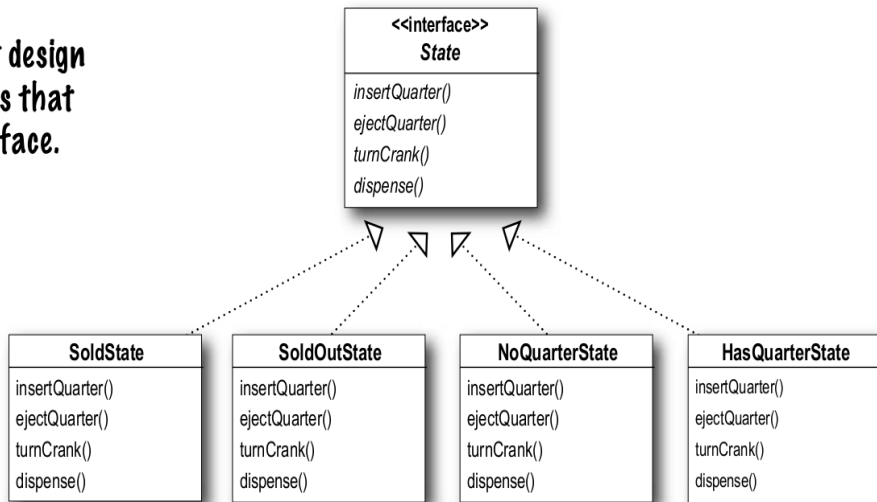 design
s that
face.
<<interface>>
State
insertQuarter()
ejectQuarter()
turnCrank()
dispense()
SoldState
insertQuarter()
ejectQuarter()
turnCrank()
dispense()
SoldOutState
insertQuarter()
ejectQuarter()
turnCrank()
dispense()
NoQuarterState
insertQuarter()
ejectQuarter()
turnCrank()
dispense()
HasQuarterState
insertQuarter()
ejectQuarter()
turnCrank()
dispense()